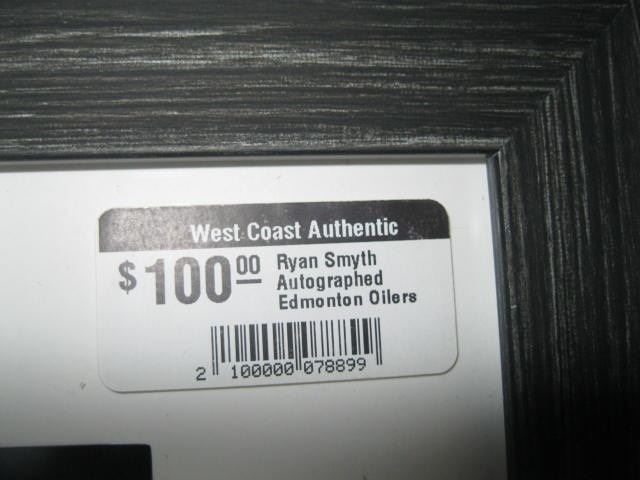 West Coast Authentic
$100.00 Ryan Smyth
Autographed
Edmonton Oilers
2 100000 078899